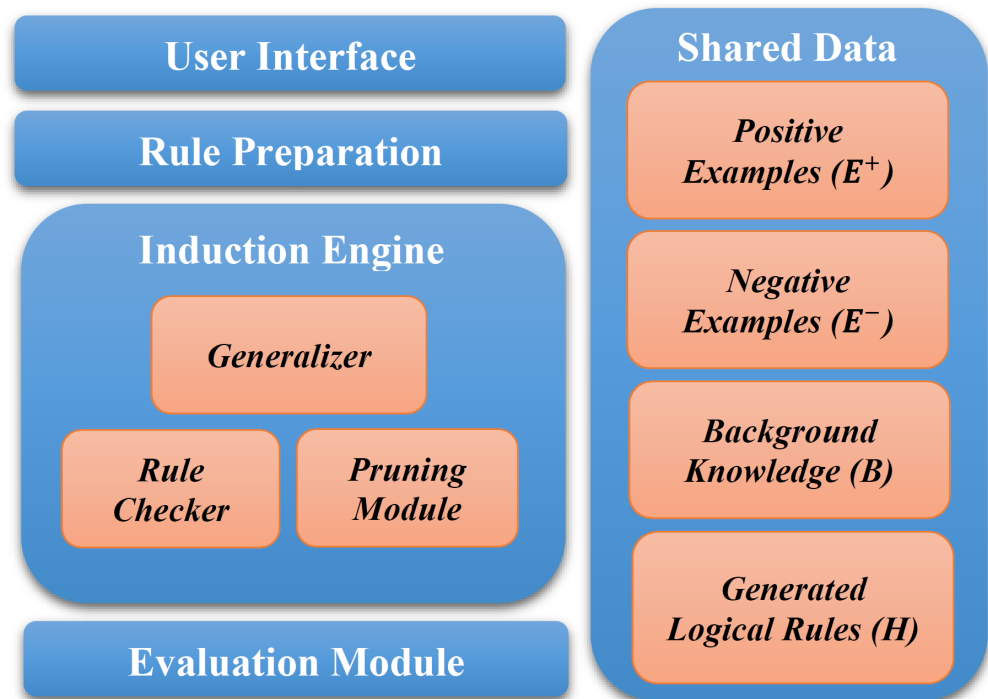 User Interface
Rule Preparation
Induction Engine
Generalizer
Rule
Checker
Pruning
Module
Evaluation Module
Shared Data
Positive
Examples (E⁺)
Negative
Examples (E⁻)
Background
Knowledge (B)
Generated
Logical Rules (H)